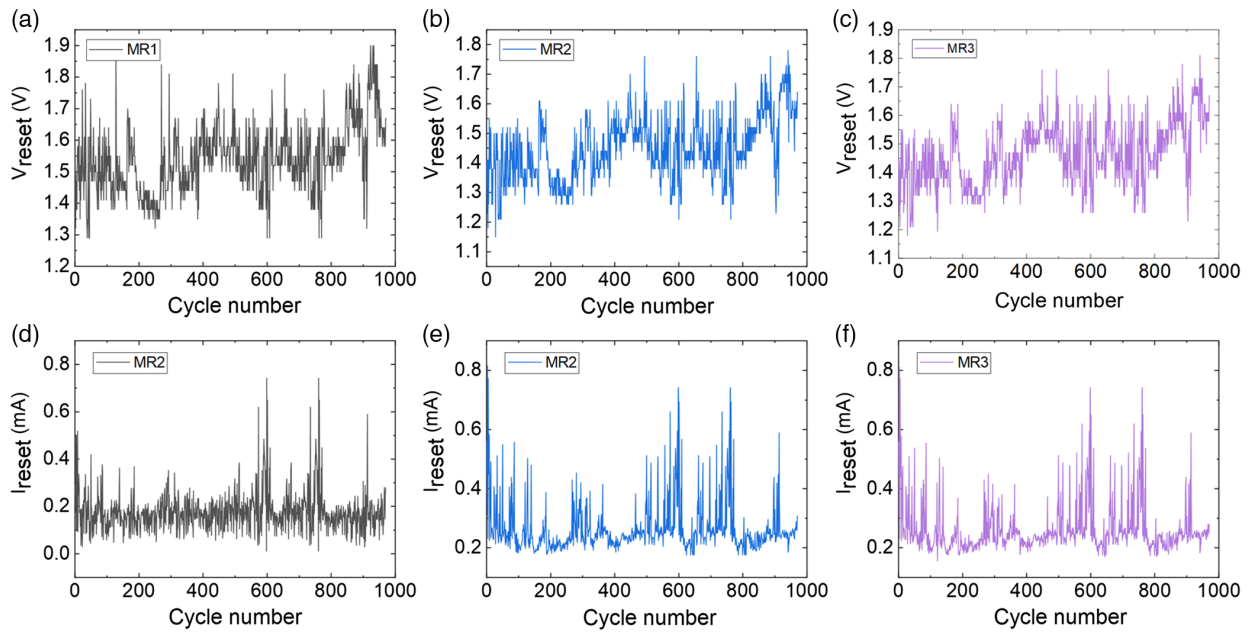 (a)
MR1
1.9
1.8
1.7
1.6
1.5
1.4
1.3
1.2
Vreset (V)
0 200 400 600 800 1000
Cycle number
(b)
MR2
1.8
1.7
1.6
1.5
1.4
1.3
1.2
1.1
Vreset (V)
0 200 400 600 800 1000
Cycle number
(c)
MR3
1.9
1.8
1.7
1.6
1.5
1.4
1.3
1.2
1.1
Vreset (V)
0 200 400 600 800 1000
Cycle number
(d)
MR2
0.8
0.6
0.4
0.2
0.0
Ireset (mA)
0 200 400 600 800 1000
Cycle number
(e)
MR2
0.8
0.6
0.4
0.2
Ireset (mA)
0 200 400 600 800 1000
Cycle number
(f)
MR3
0.8
0.6
0.4
0.2
Ireset (mA)
0 200 400 600 800 1000
Cycle number